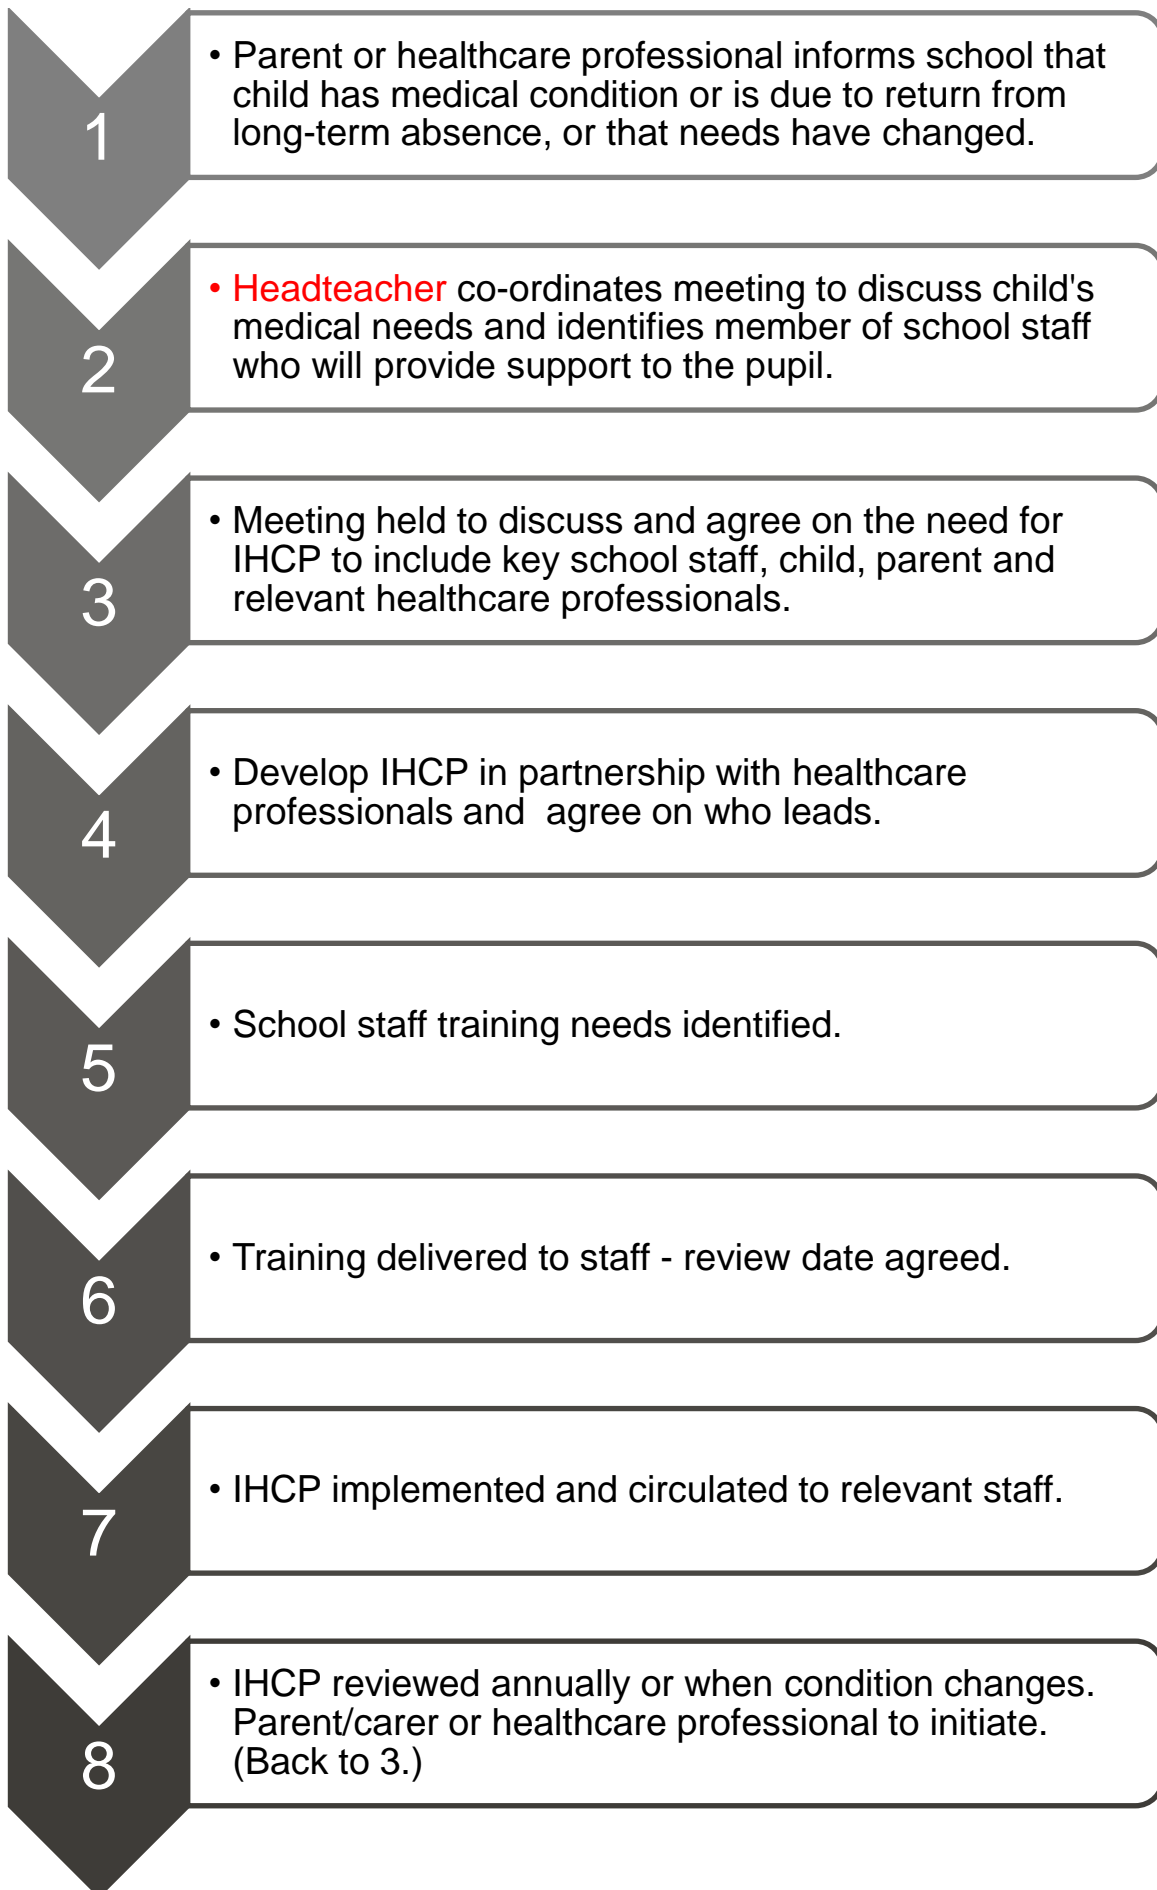 1
• Parent or healthcare professional informs school that
child has medical condition or is due to return from
long-term absence, or that needs have changed.
2
• Headteacher co-ordinates meeting to discuss child's
medical needs and identifies member of school staff
who will provide support to the pupil.
3
• Meeting held to discuss and agree on the need for
IHCP to include key school staff, child, parent and
relevant healthcare professionals.
4
• Develop IHCP in partnership with healthcare
professionals and  agree on who leads.
5
• School staff training needs identified.
6
• Training delivered to staff - review date agreed.
7
• IHCP implemented and circulated to relevant staff.
8
• IHCP reviewed annually or when condition changes.
Parent/carer or healthcare professional to initiate.
(Back to 3.)